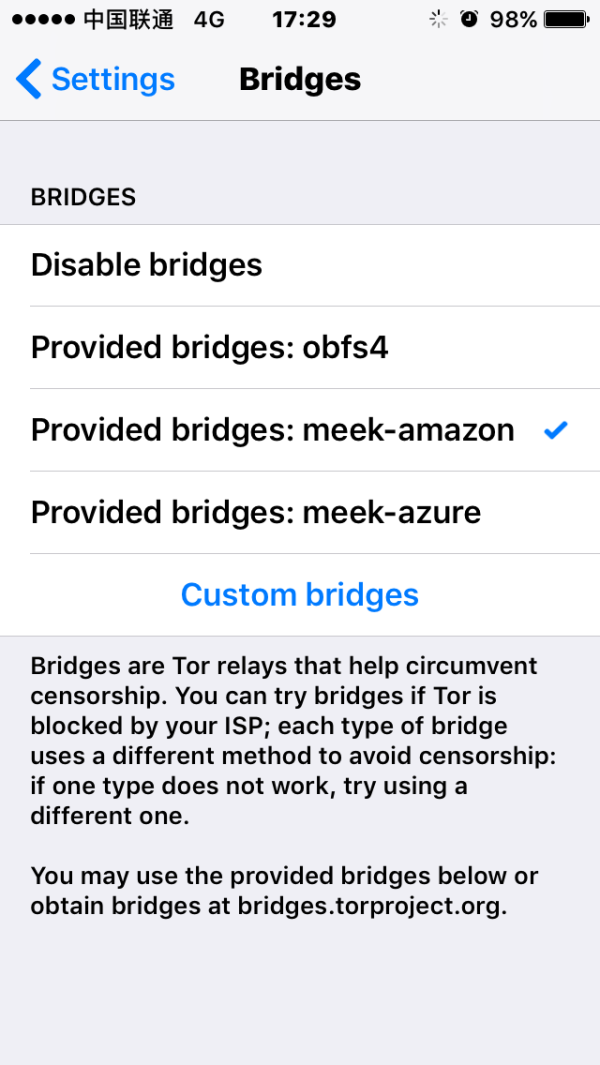 中国联通 4G 17:29 98%
Settings Bridges
BRIDGES
Disable bridges
Provided bridges: obfs4
Provided bridges: meek-amazon
Provided bridges: meek-azure
Custom bridges
Bridges are Tor relays that help circumvent
censorship. You can try bridges if Tor is
blocked by your ISP; each type of bridge
uses a different method to avoid censorship:
if one type does not work, try using a
different one.
You may use the provided bridges below or
obtain bridges at bridges.torproject.org.